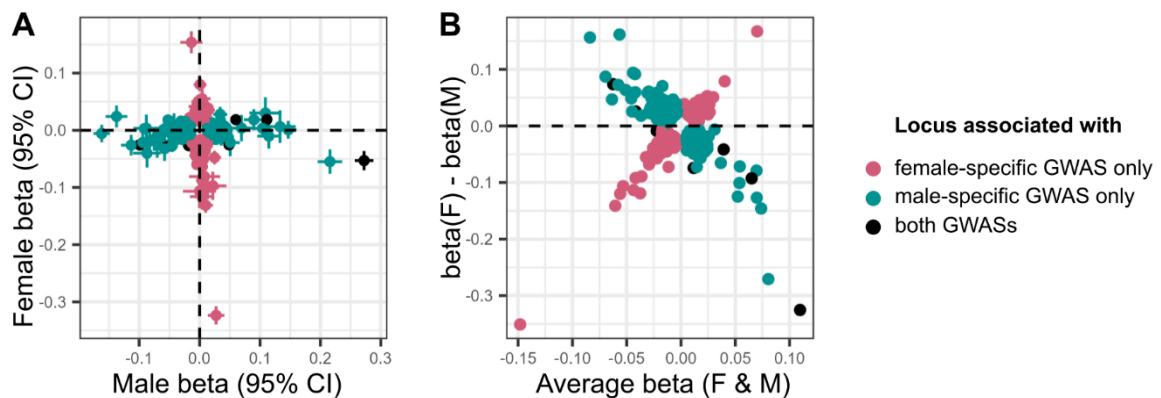 A
Female beta (95% CI)
0.1
0.0
-0.1
-0.2
-0.3
-0.1
0.0
0.1
0.2
0.3
Male beta (95% CI)
B
beta(F) - beta(M)
0.1
0.0
-0.1
-0.3
-0.15
-0.10
-0.05
0.00
0.05
0.10
Average beta (F & M)
Locus associated with
female-specific GWAS only
male-specific GWAS only
both GWASs